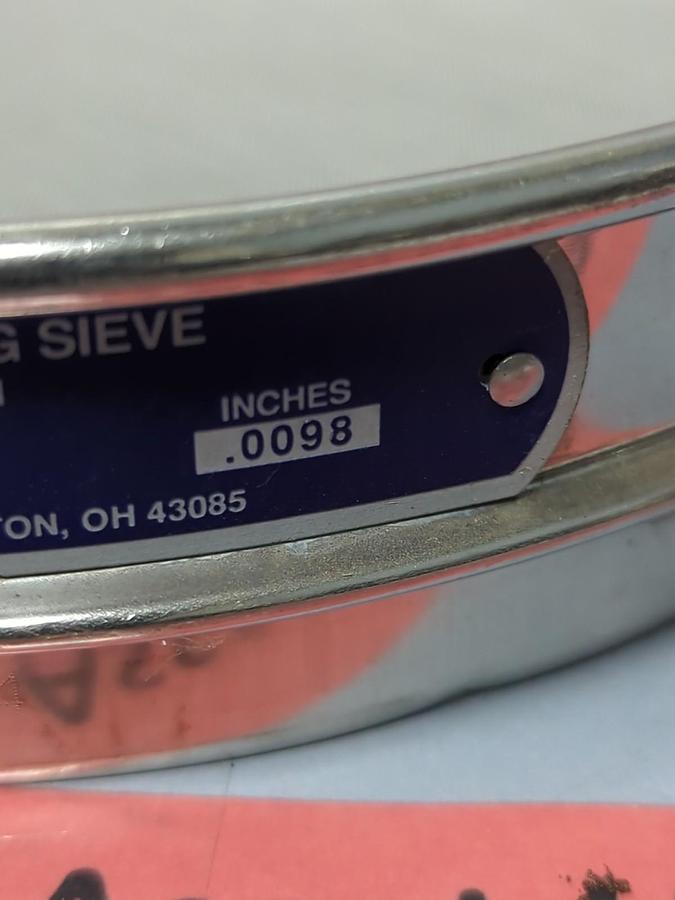 G SIEVE
INCHES
.0098
TON, OH 43085